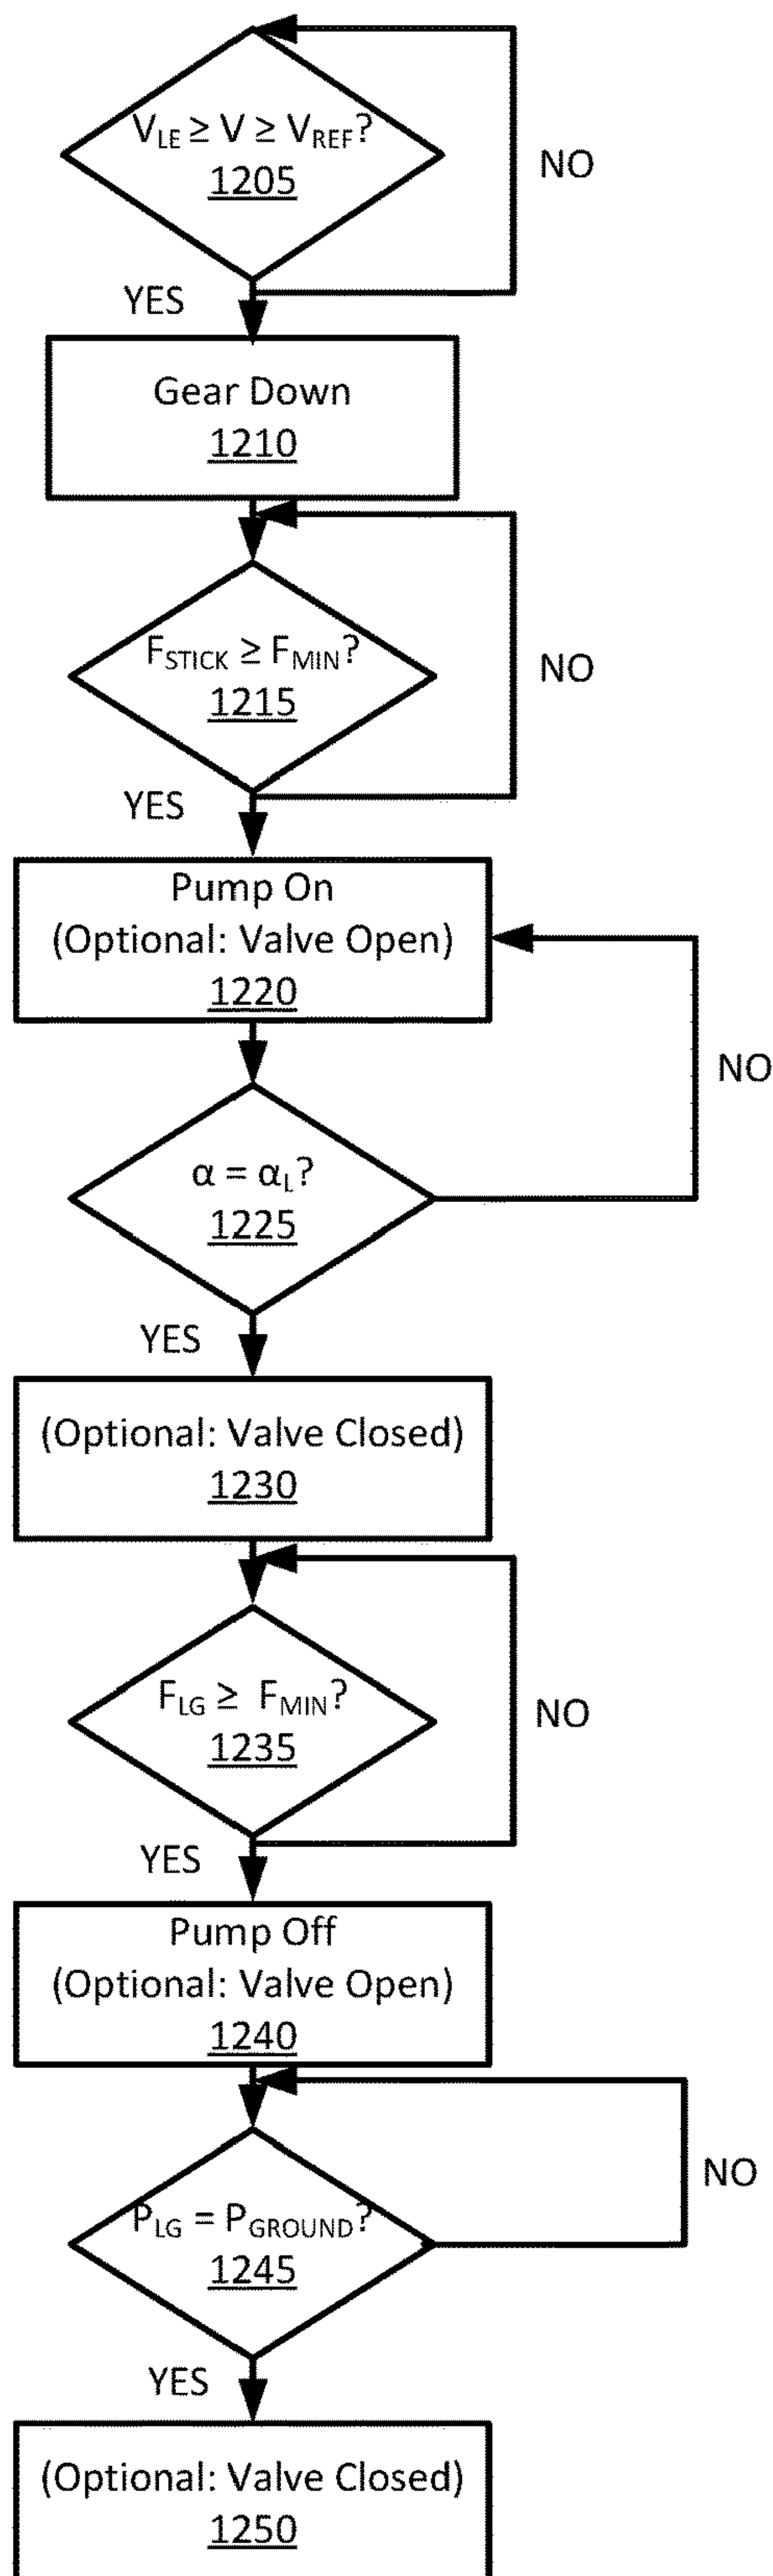 V_LE ≥ V ≥ V_REF?
1205
NO
YES
Gear Down
1210
F_STICK ≥ F_MIN?
1215
NO
YES
Pump On
(Optional: Valve Open)
1220
NO
α = α_L?
1225
YES
(Optional: Valve Closed)
1230
F_LG ≥ F_MIN?
1235
NO
YES
Pump Off
(Optional: Valve Open)
1240
NO
P_LG = P_GROUND?
1245
YES
(Optional: Valve Closed)
1250